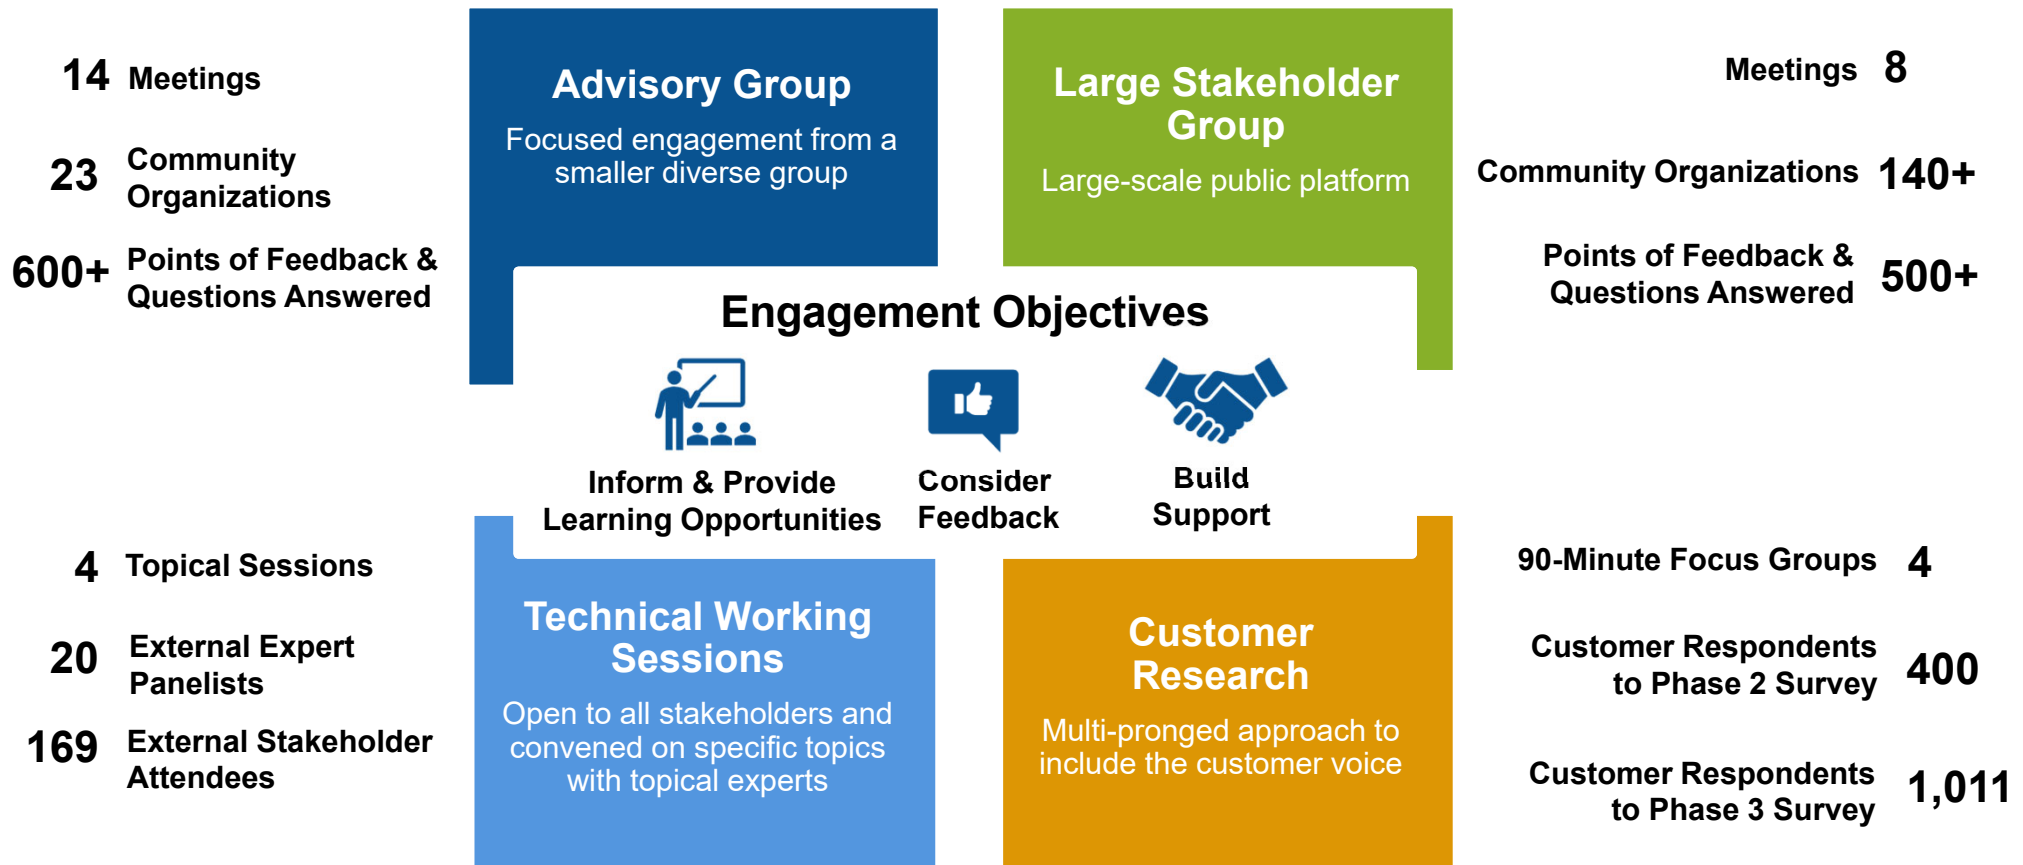 14 Meetings
23 Community
Organizations
600+ Points of Feedback &
Questions Answered
Advisory Group
Focused engagement from a
smaller diverse group
Large Stakeholder
Group
Large-scale public platform
Meetings 8
Community Organizations 140+
Points of Feedback &
Questions Answered 500+
Engagement Objectives
Inform & Provide
Learning Opportunities
Consider
Feedback
Build
Support
4 Topical Sessions
20 External Expert
Panelists
169 External Stakeholder
Attendees
Technical Working
Sessions
Open to all stakeholders and
convened on specific topics
with topical experts
Customer
Research
Multi-pronged approach to
include the customer voice
90-Minute Focus Groups 4
Customer Respondents
to Phase 2 Survey 400
Customer Respondents
to Phase 3 Survey 1,011